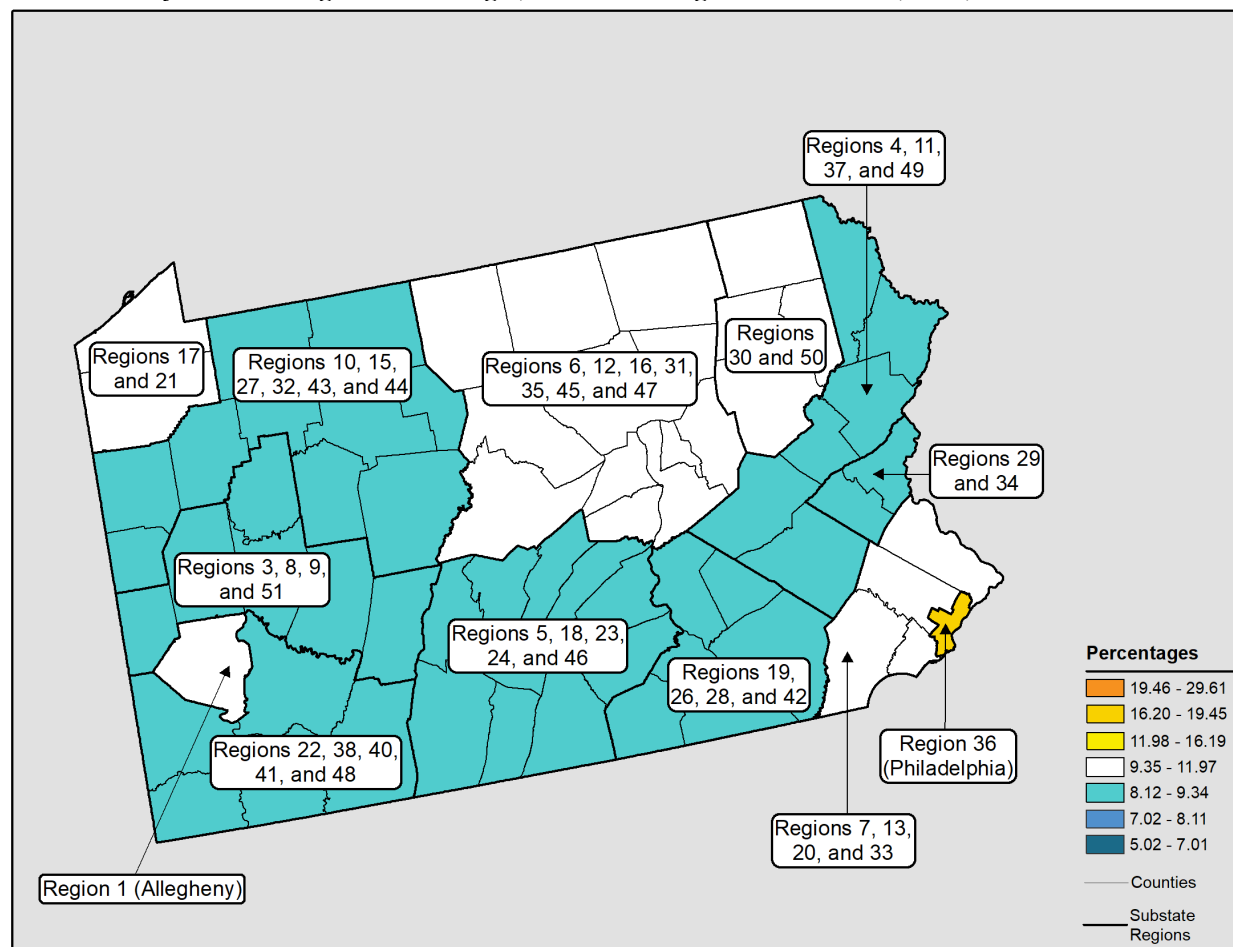 Regions 4, 11,
37, and 49
Regions 17
and 21
Regions 10, 15,
27, 32, 43, and 44
Regions 6, 12, 16, 31,
35, 45, and 47
Regions
30 and 50
Regions 29
and 34
Regions 3, 8, 9,
and 51
Regions 5, 18, 23,
24, and 46
Regions 19,
26, 28, and 42
Regions 22, 38, 40,
41, and 48
Region 36
(Philadelphia)
Regions 7, 13,
20, and 33
Region 1 (Allegheny)
Percentages
19.46 - 29.61
16.20 - 19.45
11.98 - 16.19
9.35 - 11.97
8.12 - 9.34
7.02 - 8.11
5.02 - 7.01
Counties
Substate
Regions